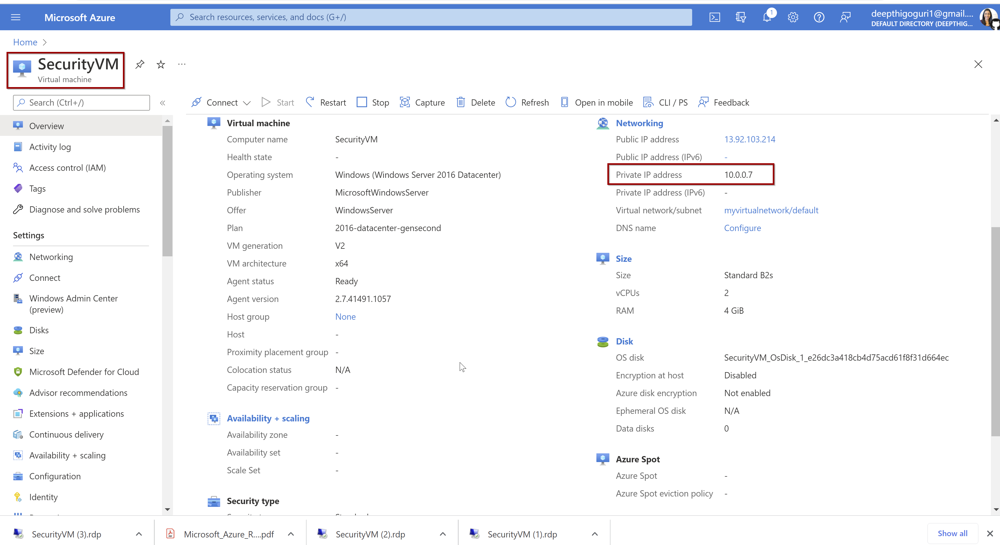 Microsoft Azure
Search resources, services, and docs (G+/)
1
deepthigoguri1@gmail....
DEFAULT DIRECTORY (DEEPTHIG...
Home
SecurityVM
Virtual machine
...
Search (Ctrl+/)
«
Connect
Start
Restart
Stop
Capture
Delete
Refresh
Open in mobile
CLI / PS
Feedback
Overview
Activity log
Access control (IAM)
Tags
Diagnose and solve problems
Settings
Networking
Connect
Windows Admin Center
(preview)
Disks
Size
Microsoft Defender for Cloud
Advisor recommendations
Extensions + applications
Continuous delivery
Availability + scaling
Configuration
Identity
Virtual machine
Computer name SecurityVM
Health state -
Operating system Windows (Windows Server 2016 Datacenter)
Publisher MicrosoftWindowsServer
Offer WindowsServer
Plan 2016-datacenter-gensecond
VM generation V2
VM architecture x64
Agent status Ready
Agent version 2.7.41491.1057
Host group None
Host -
Proximity placement group -
Colocation status N/A
Capacity reservation group -
Availability + scaling
Availability zone -
Availability set -
Scale Set -
Security type
Networking
Public IP address 13.92.103.214
Public IP address (IPv6) -
Private IP address 10.0.0.7
Private IP address (IPv6) -
Virtual network/subnet myvirtualnetwork/default
DNS name Configure
Size
Size Standard B2s
vCPUs 2
RAM 4 GiB
Disk
OS disk SecurityVM_OsDisk_1_e26dc3a418cb4d75acd61f8f31d664ec
Encryption at host Disabled
Azure disk encryption Not enabled
Ephemeral OS disk N/A
Data disks 0
Azure Spot
Azure Spot -
Azure Spot eviction policy -
SecurityVM (3).rdp
Microsoft_Azure_R....pdf
SecurityVM (2).rdp
SecurityVM (1).rdp
Show all